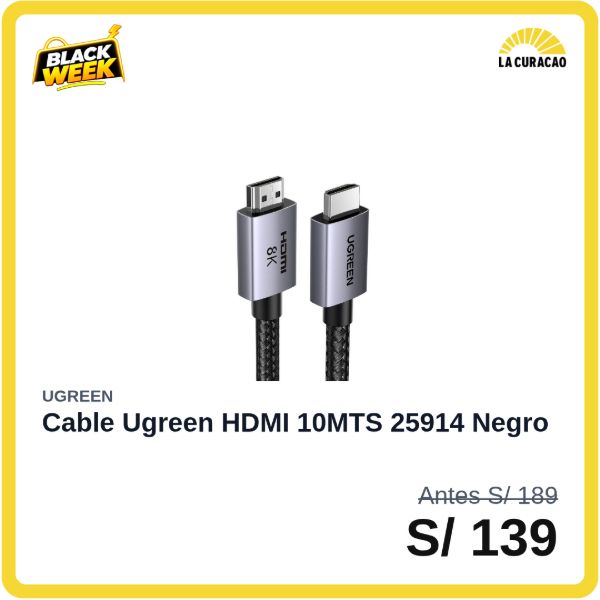 BLACK
WEEK
LA CURACAO
HDMI
8K
UGREEN
UGREEN
Cable Ugreen HDMI 10MTS 25914 Negro
Antes S/ 189
S/ 139